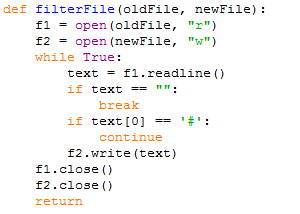 def filterFile(oldFile, newFile):
    f1 = open(oldFile, "r")
    f2 = open(newFile, "w")
    while True:
        text = f1.readline()
        if text == "":
            break
        if text[0] == '#':
            continue
        f2.write(text)
    f1.close()
    f2.close()
    return